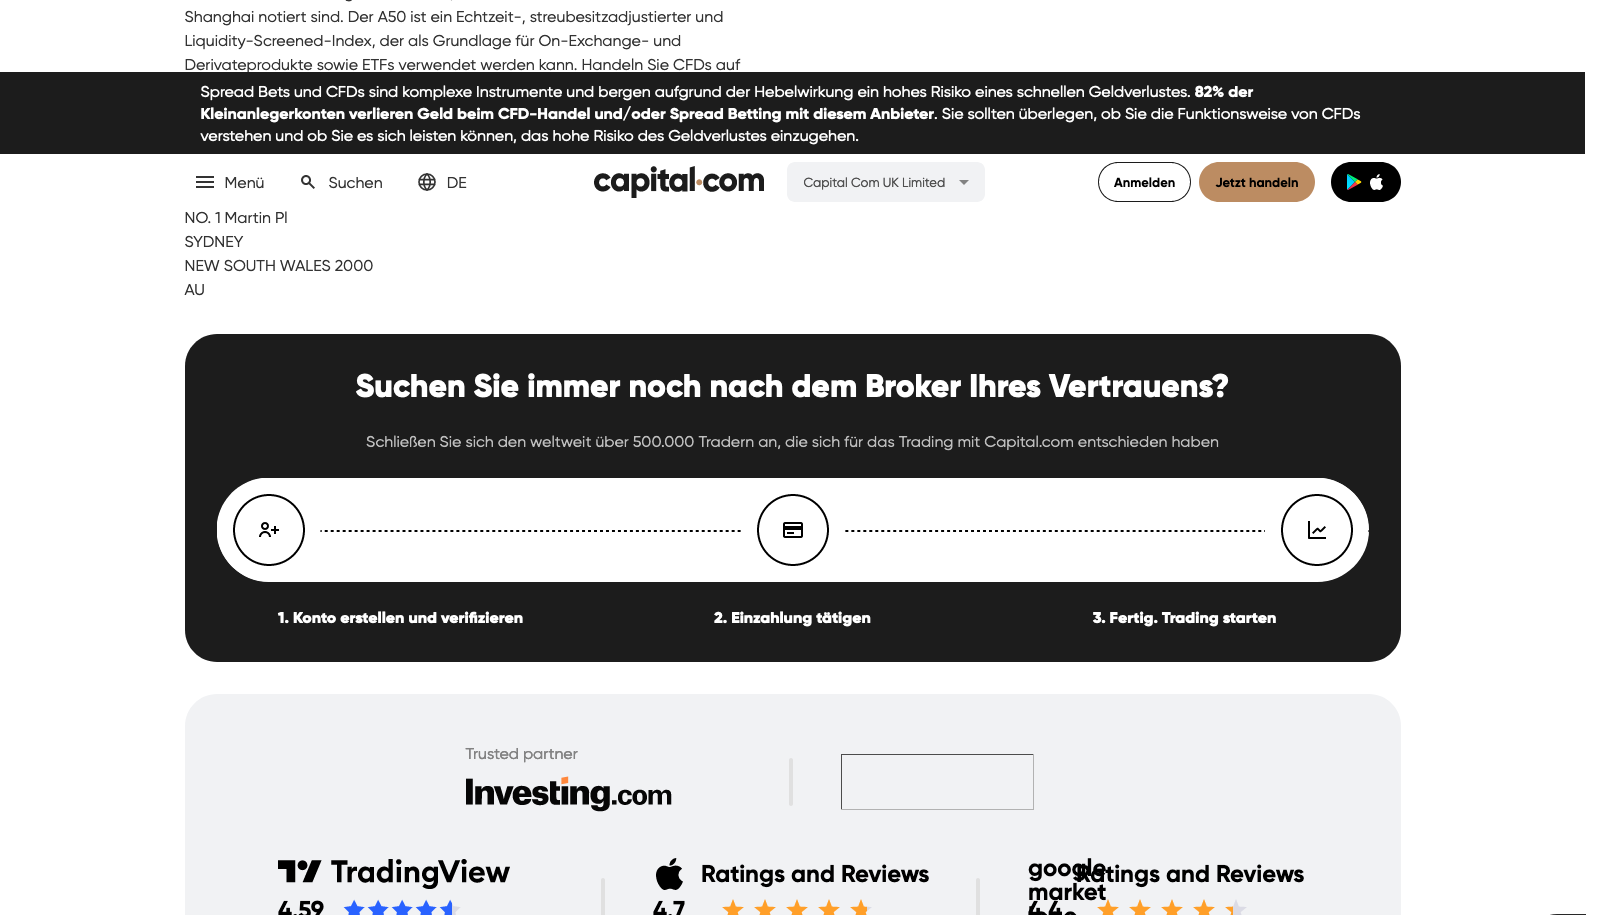 Shanghai notiert sind. Der A50 ist ein Echtzeit-, streubesitzadjustierter und
Liquidity-Screened-Index, der als Grundlage für On-Exchange- und
Derivateprodukte sowie ETFs verwendet werden kann. Handeln Sie CFDs auf
Spread Bets und CFDs sind komplexe Instrumente und bergen aufgrund der Hebelwirkung ein hohes Risiko eines schnellen Geldverlustes. 82% der
Kleinanlegerkonten verlieren Geld beim CFD-Handel und/oder Spread Betting mit diesem Anbieter. Sie sollten überlegen, ob Sie die Funktionsweise von CFDs
verstehen und ob Sie es sich leisten können, das hohe Risiko des Geldverlustes einzugehen.
Menü Suchen DE capital.com Capital Com UK Limited Anmelden Jetzt handeln
NO. 1 Martin Pl
SYDNEY
NEW SOUTH WALES 2000
AU
Suchen Sie immer noch nach dem Broker Ihres Vertrauens?
Schließen Sie sich den weltweit über 500.000 Tradern an, die sich für das Trading mit Capital.com entschieden haben
1. Konto erstellen und verifizieren 2. Einzahlung tätigen 3. Fertig. Trading starten
Trusted partner
Investing.com
TradingView Ratings and Reviews google Ratings and Reviews
market
4.59 4.7 4.4